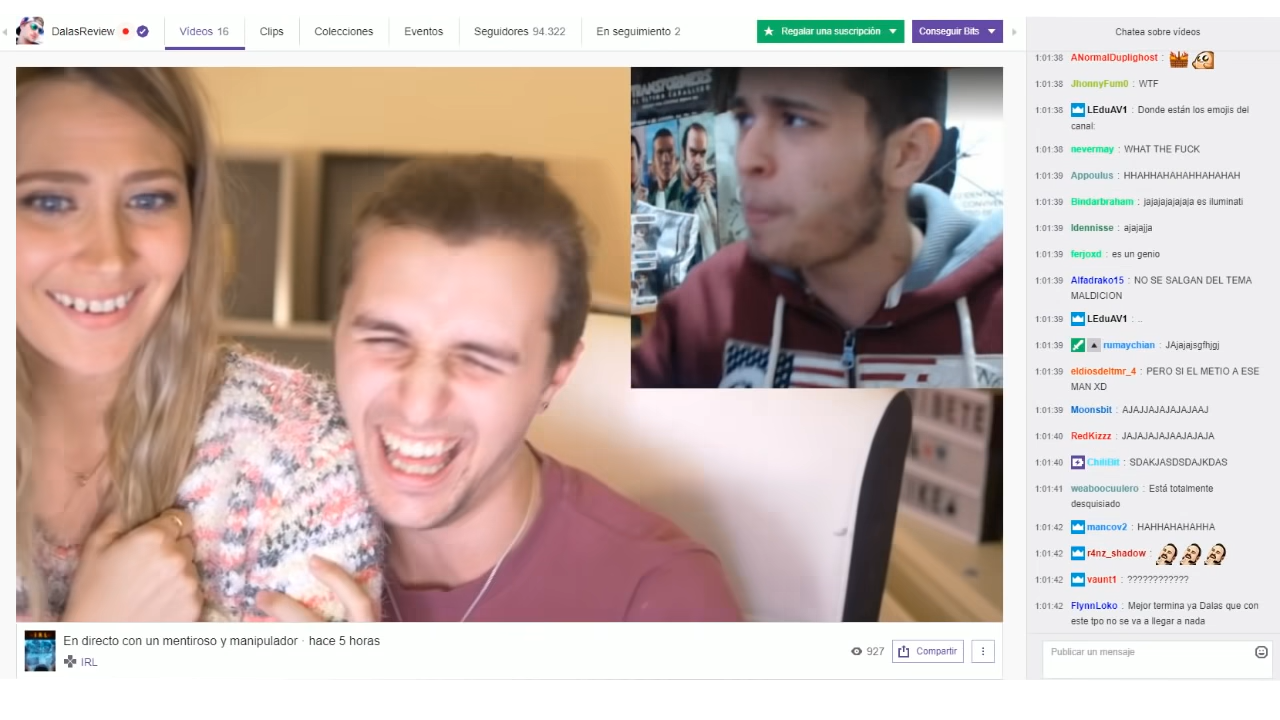 DalasReview
Vídeos 16
Clips
Colecciones
Eventos
Seguidores 94.322
En seguimiento 2
Regalar una suscripción
Conseguir Bits
Chatea sobre vídeos
TRANSFORMERS
EL ÚLTIMO CABALLERO
IKEA
1:01:38 ANormalDuplighost :
1:01:38 JhonnyFum0 : WTF
1:01:38 LEduAV1 : Donde están los emojis del
canal:
1:01:38 nevermay : WHAT THE FUCK
1:01:39 Appoulus : HHAHHAHAHAHHAHAHAH
1:01:39 Bindarbraham : jajajajajajaja es iluminati
1:01:39 Idennisse : ajajajja
1:01:39 ferjoxd : es un genio
1:01:39 Alfadrako15 : NO SE SALGAN DEL TEMA
MALDICION
1:01:39 LEduAV1 : ..
1:01:39 rumaychian : JAjajajsgfhjgj
1:01:39 eldiosdeltmr_4 : PERO SI EL METIO A ESE
MAN XD
1:01:39 Moonsbit : AJAJJAJAJAJAJAAJ
1:01:40 RedKizzz : JAJAJAJAJAAJAJAJA
1:01:40 ChiliBit : SDAKJASDSDAJKDAS
1:01:41 weaboocuulero : Está totalmente
desquisiado
1:01:42 mancov2 : HAHHAHAHAHHA
1:01:42 r4nz_shadow :
1:01:42 vaunt1 : ????????????
1:01:42 FlynnLoko : Mejor termina ya Dalas que con
este tpo no se va a llegar a nada
Publicar un mensaje
IRL
En directo con un mentiroso y manipulador · hace 5 horas
IRL
927
Compartir